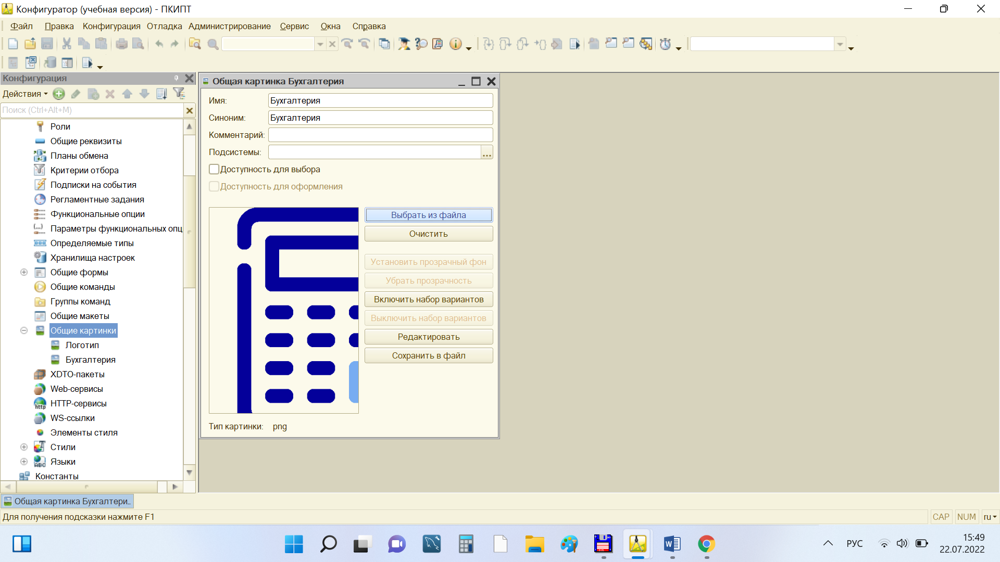 Конфигуратор (учебная версия) - ПКИПТ
Файл Правка Конфигурация Отладка Администрирование Сервис Окна Справка
Конфигурация
Действия
Поиск (Ctrl+Alt+M)
Роли
Общие реквизиты
Планы обмена
Критерии отбора
Подписки на события
Регламентные задания
Функциональные опции
Параметры функциональных опц
Определяемые типы
Хранилища настроек
Общие формы
Общие команды
Группы команд
Общие макеты
Общие картинки
Логотип
Бухгалтерия
XDTO-пакеты
Web-сервисы
HTTP-сервисы
WS-ссылки
Элементы стиля
Стили
Языки
Константы
Общая картинка Бухгалтерия
Имя: Бухгалтерия
Синоним: Бухгалтерия
Комментарий:
Подсистемы: ...
Доступность для выбора
Доступность для оформления
Выбрать из файла
Очистить
Установить прозрачный фон
Убрать прозрачность
Включить набор вариантов
Выключить набор вариантов
Редактировать
Сохранить в файл
Тип картинки: png
Общая картинка Бухгалтери...
Для получения подсказки нажмите F1
CAP NUM ru
РУС
15:49
22.07.2022